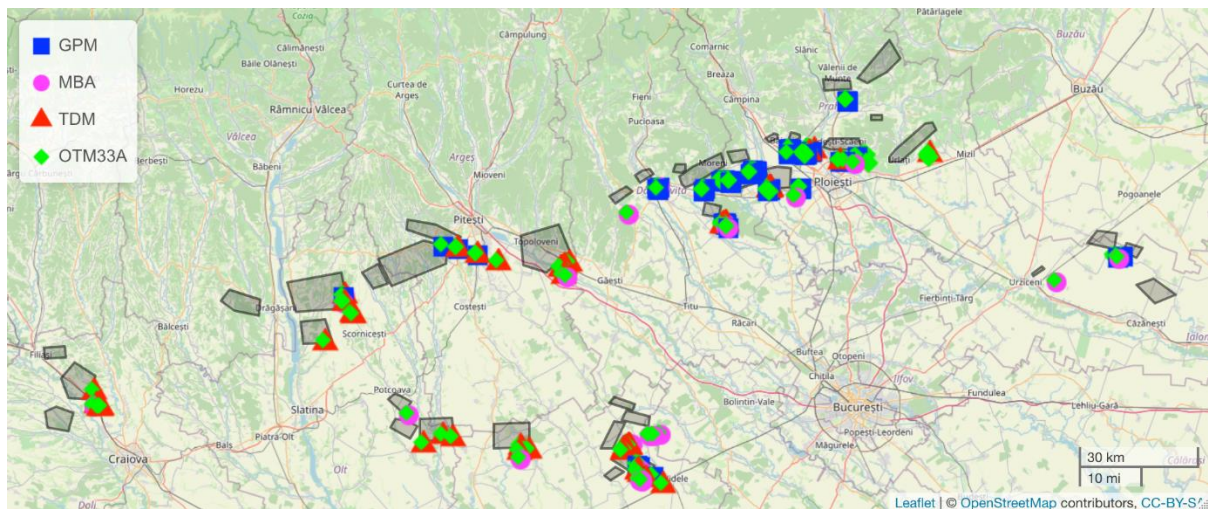 GPM
MBA
TDM
OTM33A
Călimănești
Băile Olănești
Horezu
Râmnicu Vâlcea
Vâlcea
Berbești
Băbeni
Câmpulung
Curtea de
Argeș
Argeș
Mioveni
Pitești
Topoloveni
Costești
Drăgășani
Scornicești
Bălcești
Filiași
Slatina
Potcoava
Piatra-Olt
Balș
Craiova
Olt
Dolj
Pătârlagele
Comarnic
Slănic
Buzău
Breaza
Vălenii de
Munte
Fieni
Câmpina
Pucioasa
Buzău
Moreni
Urlați
Mizil
Ploiești
Pogoanele
Găești
Titu
Răcari
Urziceni
Fierbinți-Târg
Căzănești
Buftea
Otopeni
Chitila
Ilfov
Fundulea
Lehliu-Gară
București
Bolintin-Vale
Popești-Leordeni
Măgurele
Călărași
30 km
10 mi
Leaflet | © OpenStreetMap contributors, CC-BY-SA